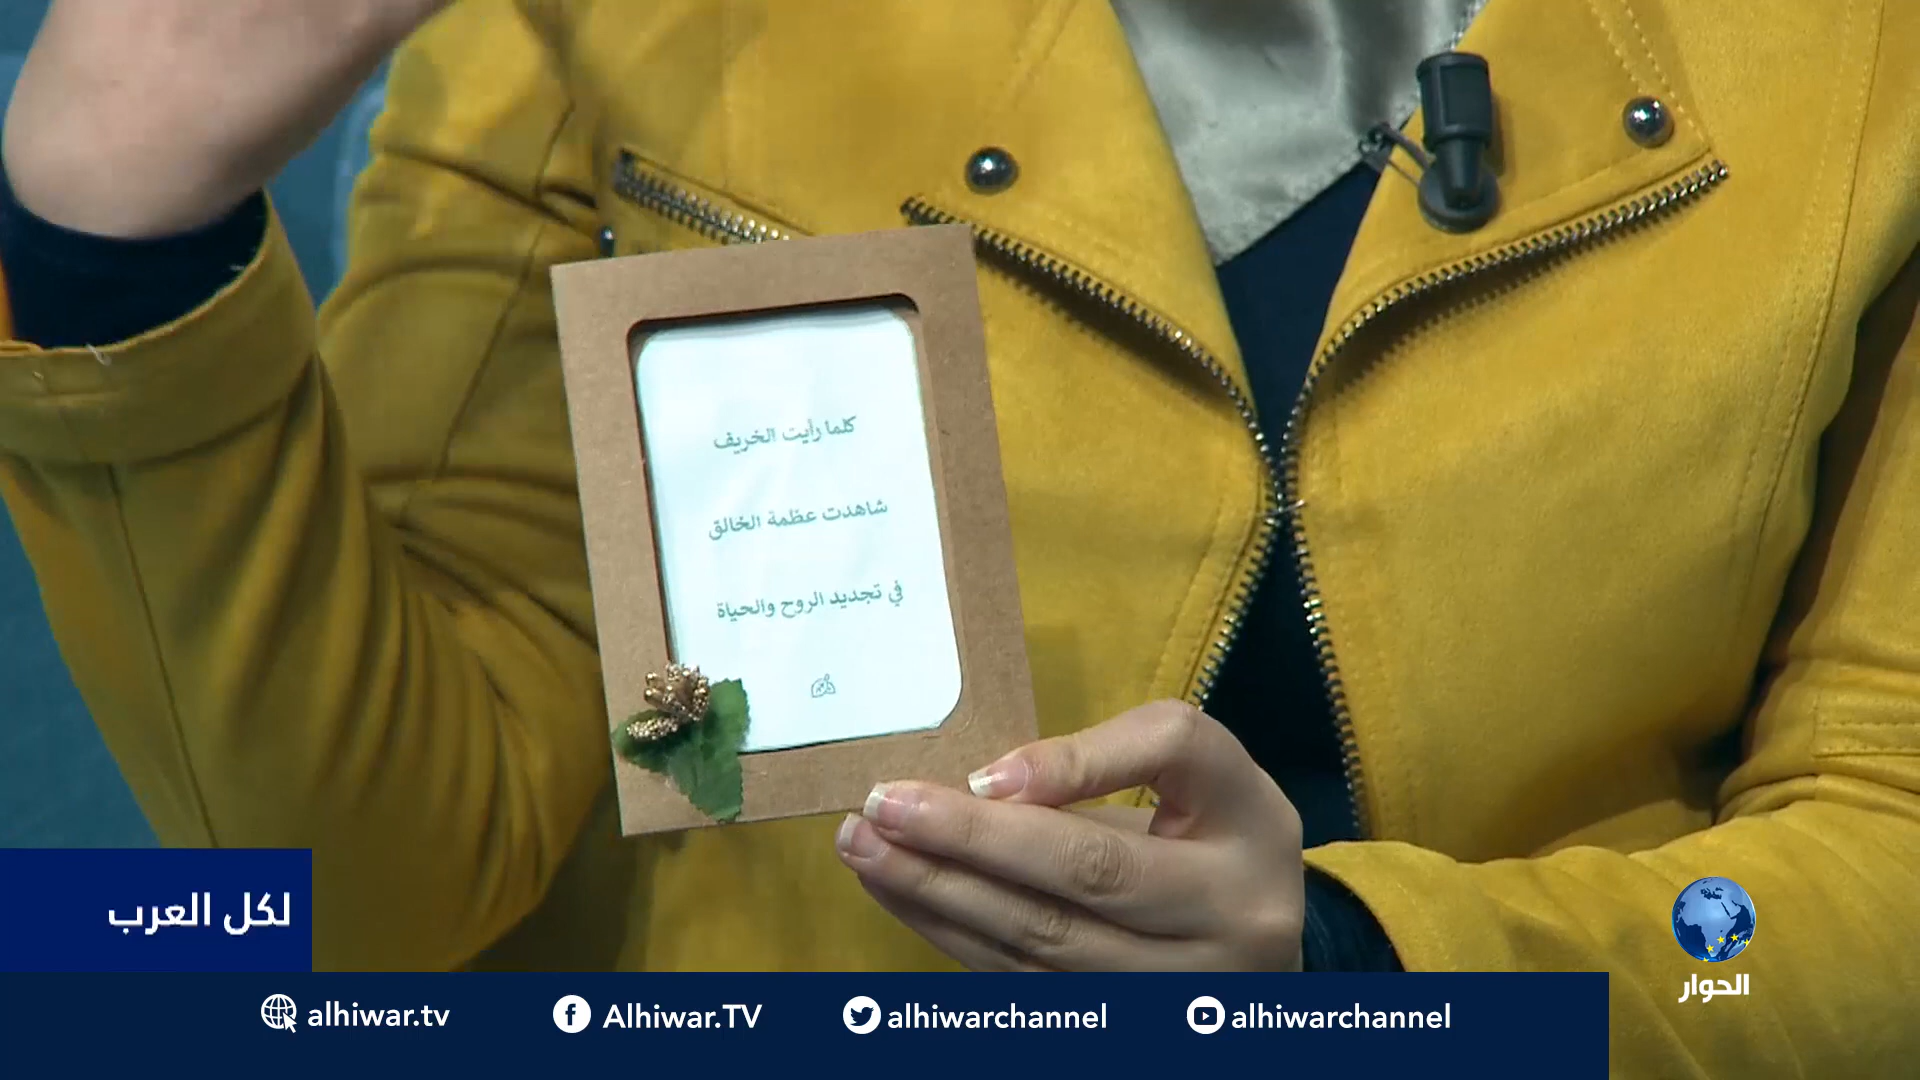 كلما رأيت الخريف
شاهدت عظمة الخالق
في تجديد الروح والحياة
لكل العرب
الحوار
alhiwar.tv
Alhiwar.TV
alhiwarchannel
alhiwarchannel